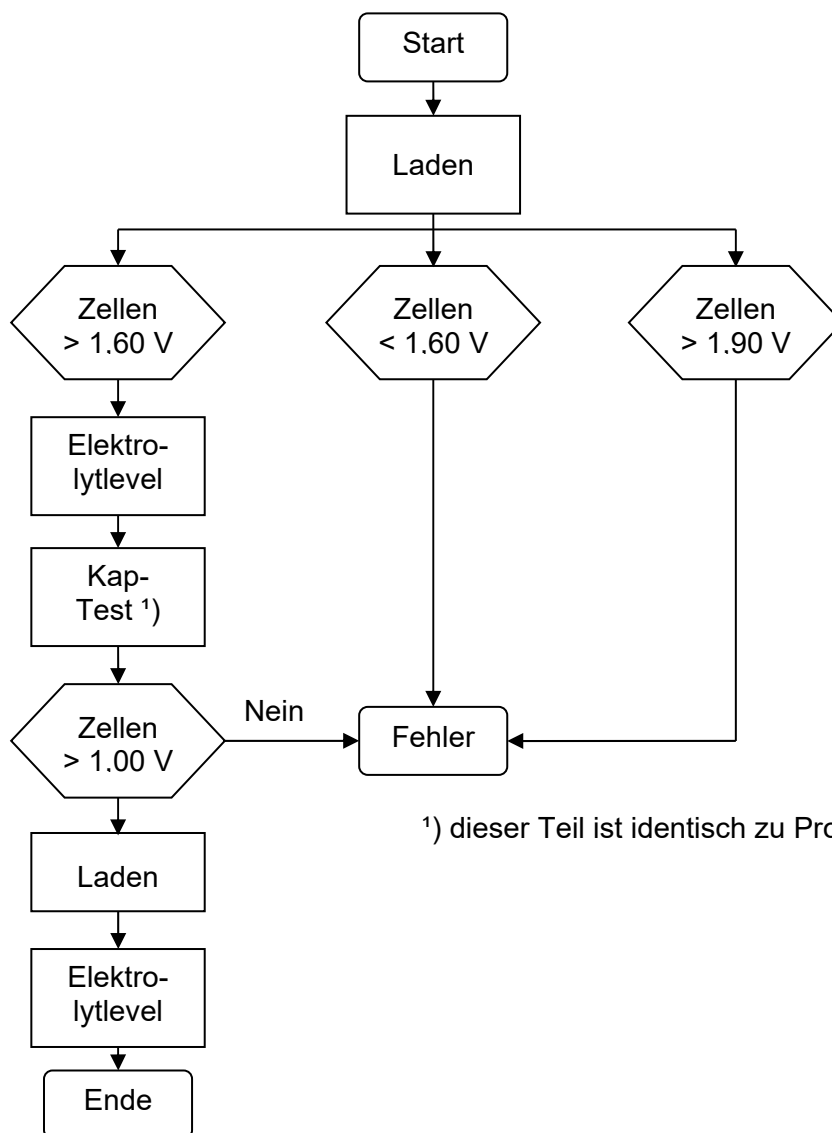 Start
Laden
Zellen
> 1,60 V
Zellen
< 1,60 V
Zellen
> 1,90 V
Elektro-
lytlevel
Kap-
Test ¹)
Zellen
> 1,00 V
Nein
Fehler
¹) dieser Teil ist identisch zu
Laden
Elektro-
lytlevel
Ende